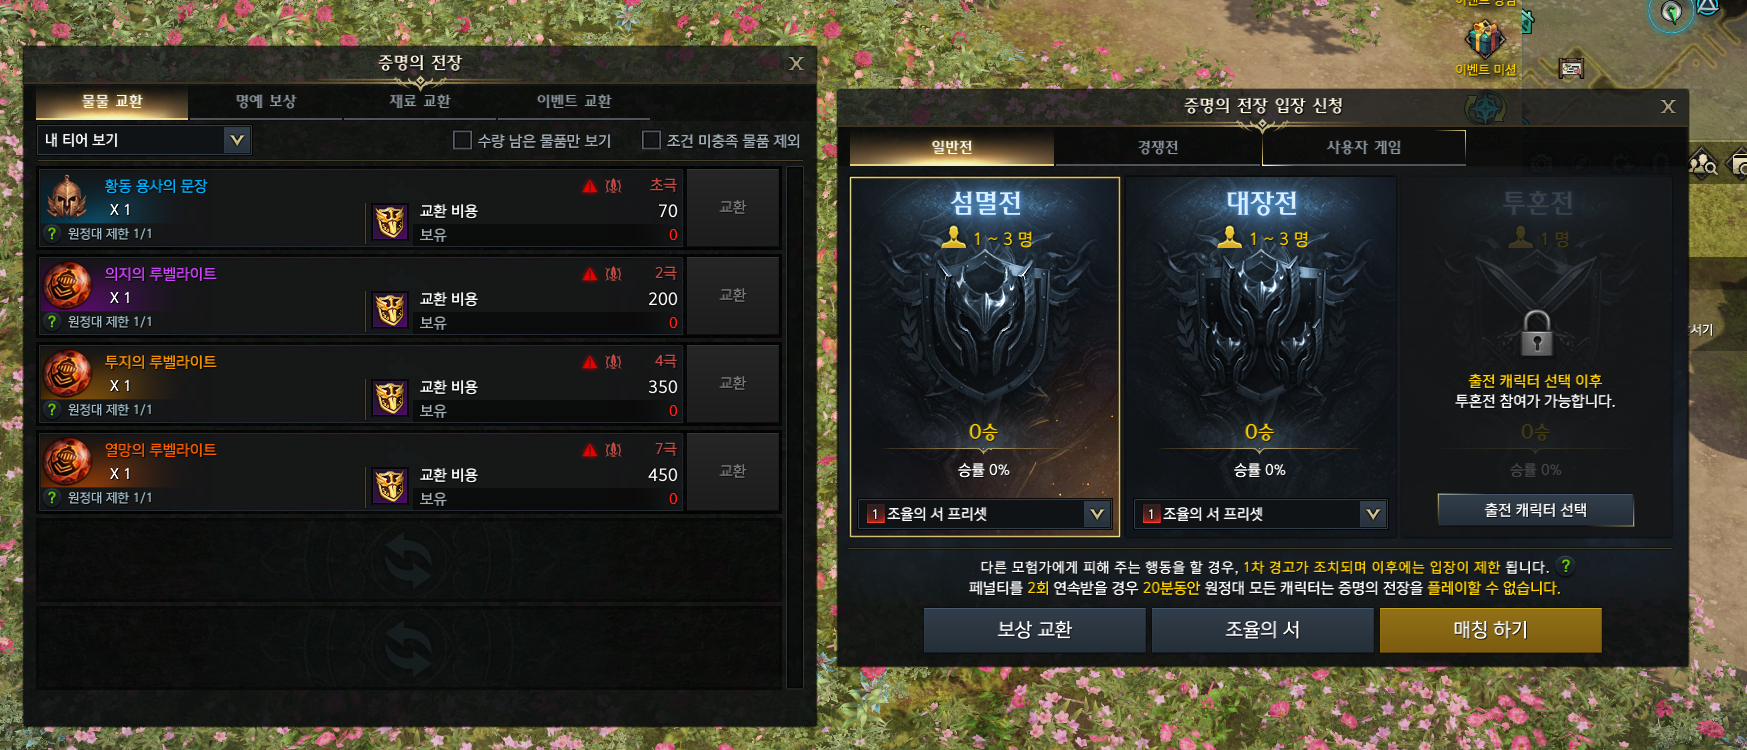 증명의 전장
X
물물 교환
명예 보상
재료 교환
이벤트 교환
내 티어 보기
수량 남은 물품만 보기
조건 미충족 물품 제외
황동 용사의 문장
초극
X 1
교환 비용
70
교환
? 원정대 제한 1/1
보유
0
의지의 루벨라이트
2극
X 1
교환 비용
200
교환
? 원정대 제한 1/1
보유
0
투지의 루벨라이트
4극
X 1
교환 비용
350
교환
? 원정대 제한 1/1
보유
0
열망의 루벨라이트
7극
X 1
교환 비용
450
교환
? 원정대 제한 1/1
보유
0
이벤트 미션
증명의 전장 입장 신청
X
일반전
경쟁전
사용자 게임
섬멸전
1 ~ 3 명
0승
승률 0%
1 조율의 서 프리셋
대장전
1 ~ 3 명
0승
승률 0%
1 조율의 서 프리셋
투혼전
1 명
출전 캐릭터 선택 이후
투혼전 참여가 가능합니다.
0승
승률 0%
출전 캐릭터 선택
다른 모험가에게 피해 주는 행동을 할 경우, 1차 경고가 조치되며 이후에는 입장이 제한 됩니다. ?
페널티를 2회 연속받을 경우 20분동안 원정대 모든 캐릭터는 증명의 전장을 플레이할 수 없습니다.
보상 교환
조율의 서
매칭 하기
서기